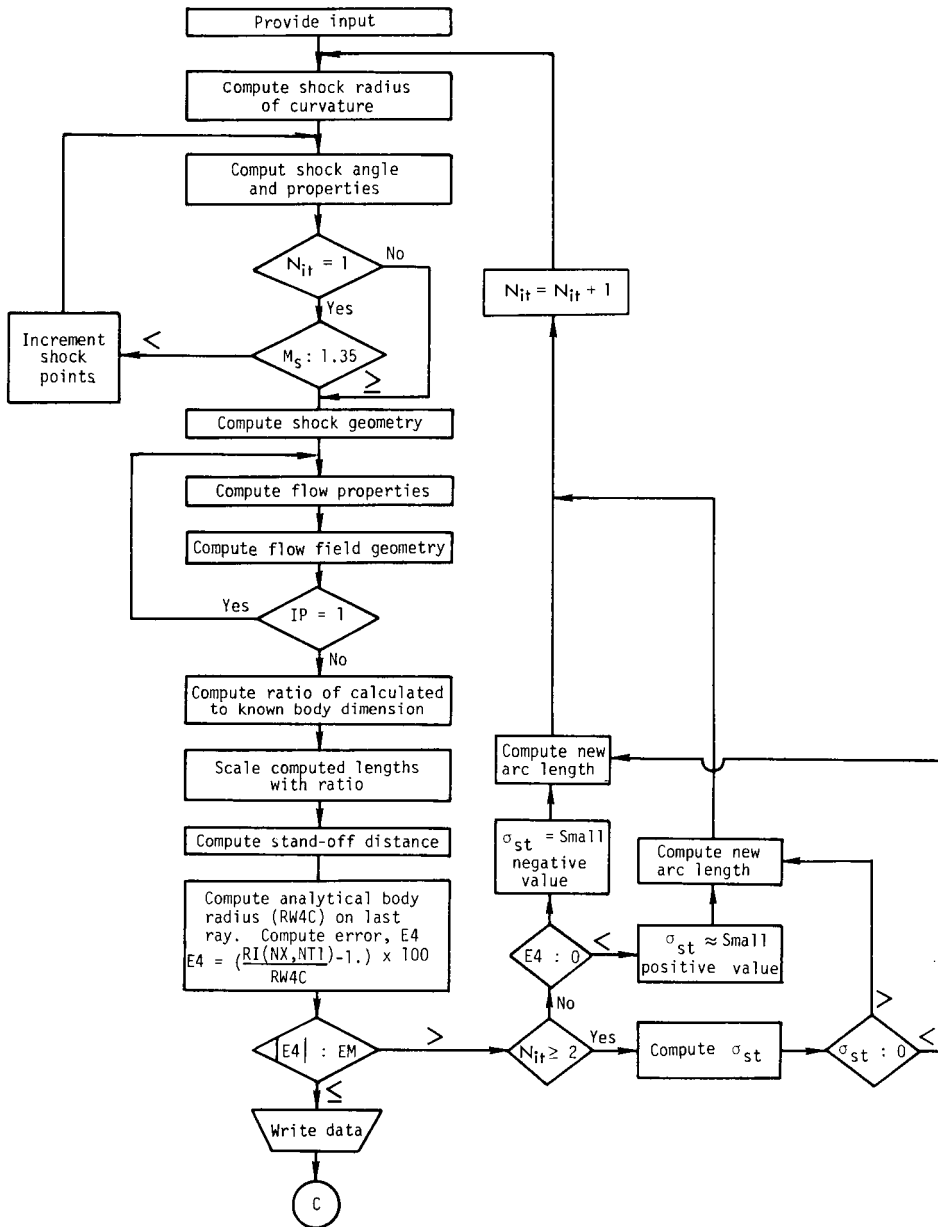 Provide input
Compute shock radius
of curvature
Comput shock angle
and properties
N_it = 1
No
Yes
N_it = N_it + 1
Increment
shock
points
<
M_s : 1.35
≥
Compute shock geometry
Compute flow properties
Compute flow field geometry
Yes
IP = 1
No
Compute ratio of calculated
to known body dimension
Scale computed lengths
with ratio
Compute stand-off distance
Compute analytical body
radius (RW4C) on last
ray. Compute error, E4
E4 = (RI(NX,NT1)/RW4C -1.) x 100
|E4| : EM
>
≤
Write data
C
Compute new
arc length
σ_st = Small
negative
value
E4 : 0
<
No
N_it ≥ 2
Yes
Compute σ_st
Compute new
arc length
σ_st ≈ Small
positive value
>
σ_st : 0
<